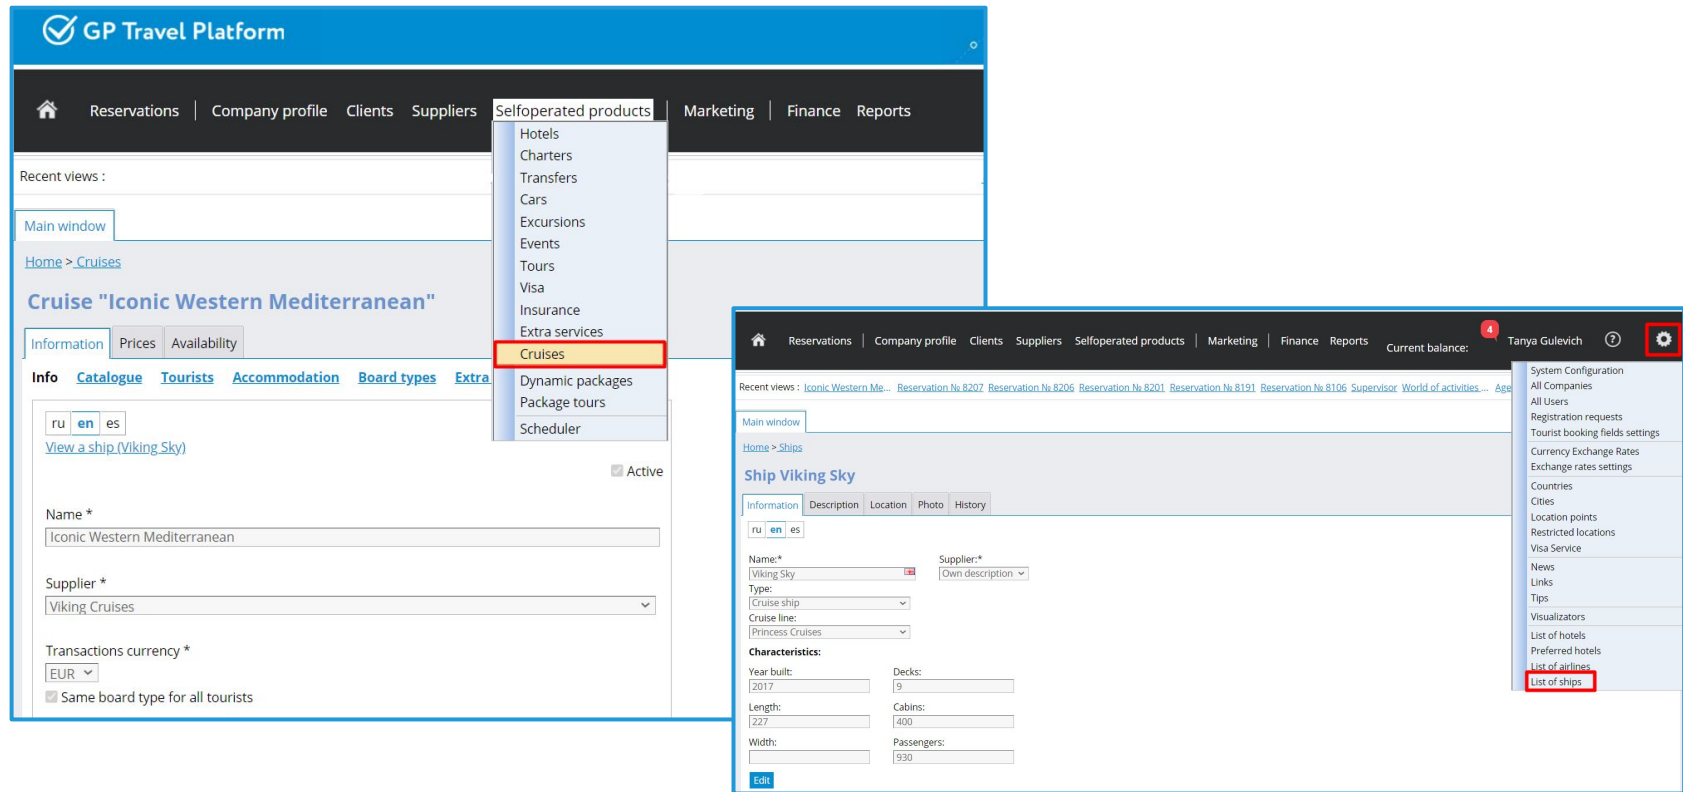 GP Travel Platform
Reservations | Company profile Clients Suppliers Selfoperated products | Marketing | Finance Reports
Hotels
Charters
Transfers
Cars
Excursions
Events
Tours
Visa
Insurance
Extra services
Cruises
Dynamic packages
Package tours
Scheduler
Recent views :
Main window
Home > Cruises
Cruise "Iconic Western Mediterranean"
Information Prices Availability
Info Catalogue Tourists Accommodation Board types Extra
ru en es
View a ship (Viking Sky)
Active
Name *
Iconic Western Mediterranean
Supplier *
Viking Cruises
Transactions currency *
EUR
Same board type for all tourists
Reservations | Company profile Clients Suppliers Selfoperated products | Marketing | Finance Reports Current balance: 4 Tanya Gulevich ?
Recent views : Iconic Western Me... Reservation № 8207 Reservation № 8206 Reservation № 8201 Reservation № 8191 Reservation № 8106 Supervisor World of activities ... Age
Main window
Home > Ships
Ship Viking Sky
Information Description Location Photo History
ru en es
Name:* Supplier:*
Viking Sky Own description
Type:
Cruise ship
Cruise line:
Princess Cruises
Characteristics:
Year built: Decks:
2017 9
Length: Cabins:
227 400
Width: Passengers:
930
Edit
System Configuration
All Companies
All Users
Registration requests
Tourist booking fields settings
Currency Exchange Rates
Exchange rates settings
Countries
Cities
Location points
Restricted locations
Visa Service
News
Links
Tips
Visualizators
List of hotels
Preferred hotels
List of airlines
List of ships